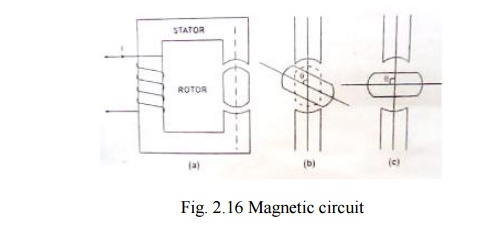 STATOR
i
ROTOR
θ
θ
(a)
(b)
(c)
Fig. 2.16 Magnetic circuit